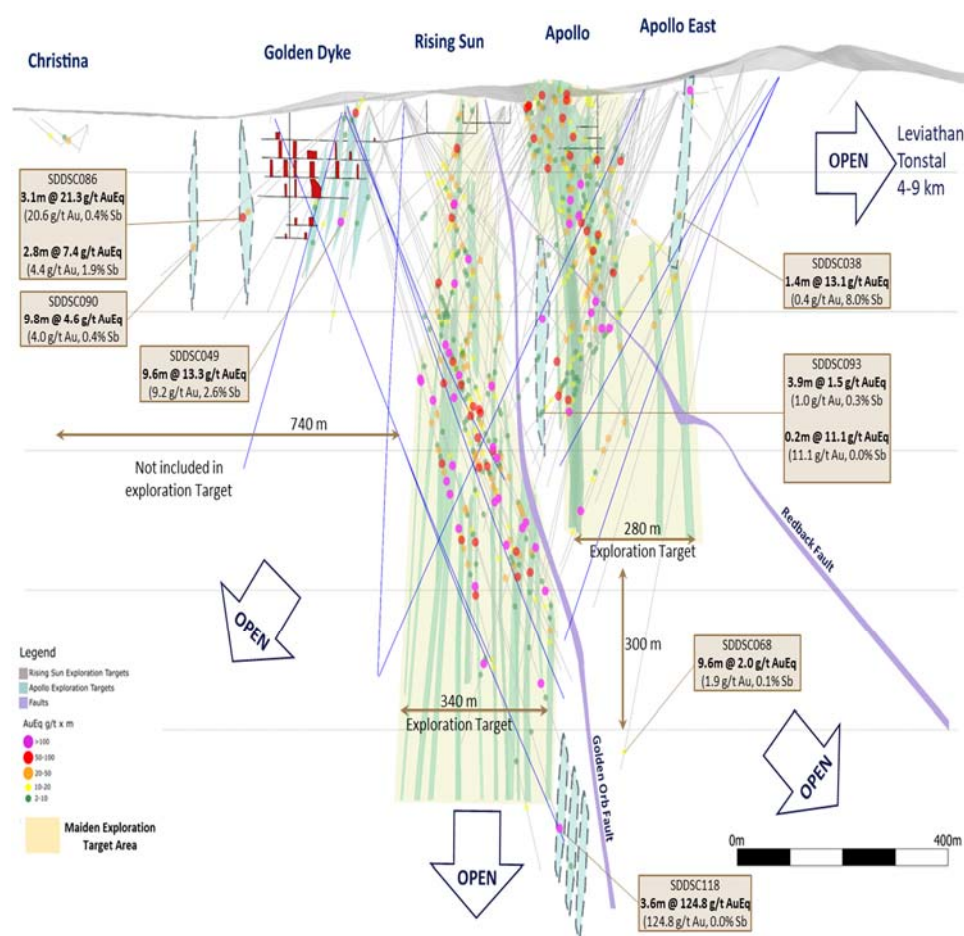 Christina
Golden Dyke
Rising Sun
Apollo
Apollo East
OPEN
Leviathan
Tonstal
4-9 km
SDDSC086
3.1m @ 21.3 g/t AuEq
(20.6 g/t Au, 0.4% Sb
2.8m @ 7.4 g/t AuEq
(4.4 g/t Au, 1.9% Sb
SDDSC090
9.8m @ 4.6 g/t AuEq
(4.0 g/t Au, 0.4% Sb
SDDSC049
9.6m @ 13.3 g/t AuEq
(9.2 g/t Au, 2.6% Sb
SDDSC038
1.4m @ 13.1 g/t AuEq
(0.4 g/t Au, 8.0% Sb
SDDSC093
3.9m @ 1.5 g/t AuEq
(1.0 g/t Au, 0.3% Sb
0.2m @ 11.1 g/t AuEq
(11.1 g/t Au, 0.0% Sb
740 m
Not included in
exploration Target
280 m
Exploration Target
Redback Fault
OPEN
300 m
SDDSC068
9.6m @ 2.0 g/t AuEq
(1.9 g/t Au, 0.1% Sb
340 m
Exploration Target
Golden Orb Fault
OPEN
Legend
Rising Sun Exploration Targets
Apollo Exploration Targets
Faults
AuEq g/t x m
>100
50-100
20-50
10-20
2-10
Maiden Exploration
Target Area
OPEN
0m
400m
SDDSC118
3.6m @ 124.8 g/t AuEq
(124.8 g/t Au, 0.0% Sb